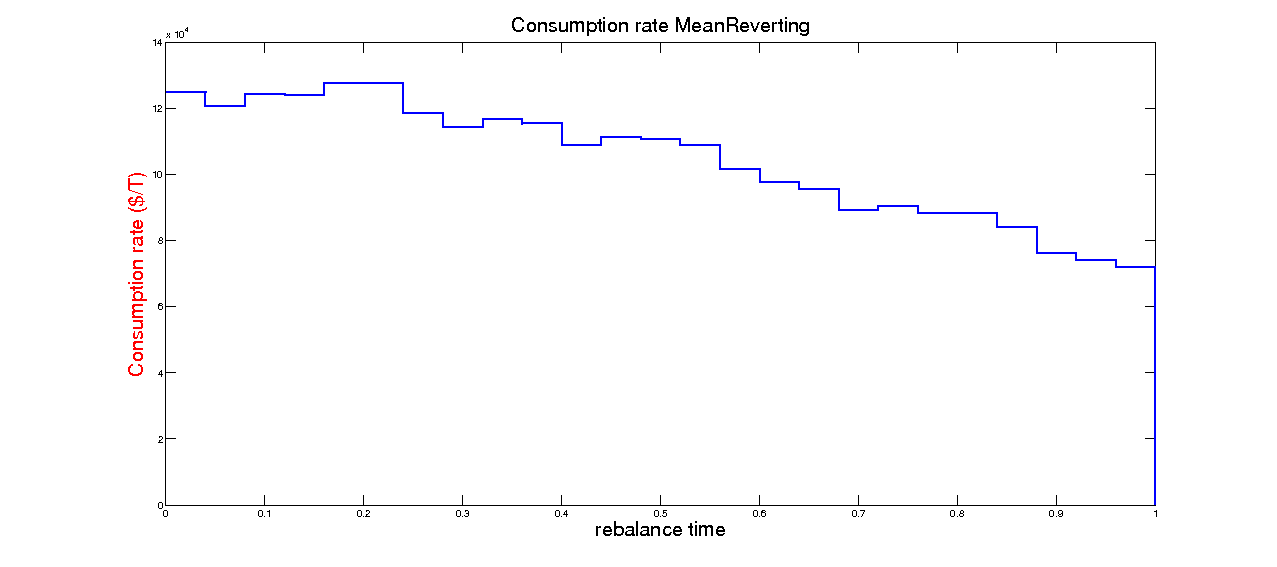 Consumption rate MeanReverting
x 10^4
14
12
10
8
6
4
2
0
Consumption rate ($/T)
0 0.1 0.2 0.3 0.4 0.5 0.6 0.7 0.8 0.9 1
rebalance time